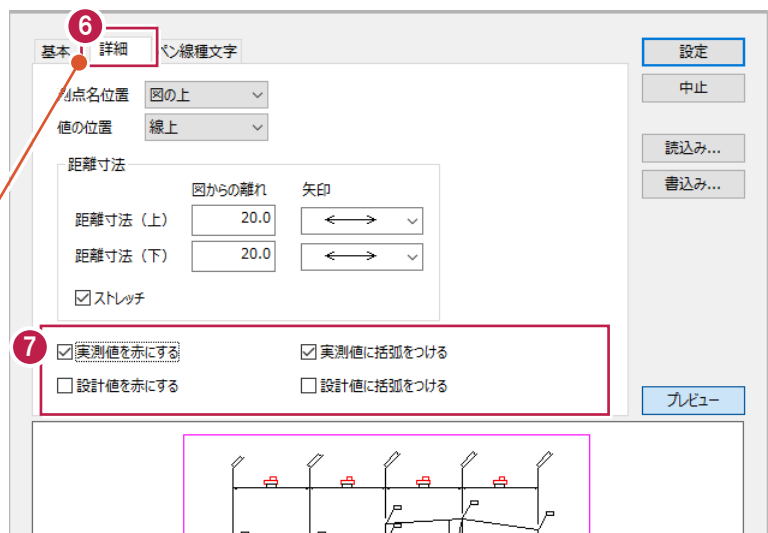 6
基本 詳細 ペン線種文字
設定
測点名位置 図の上
中止
値の位置 線上
読込み...
距離寸法
書込み...
図からの離れ 矢印
距離寸法（上） 20.0
距離寸法（下） 20.0
ストレッチ
7
実測値を赤にする 実測値に括弧をつける
設計値を赤にする 設計値に括弧をつける
プレビュー